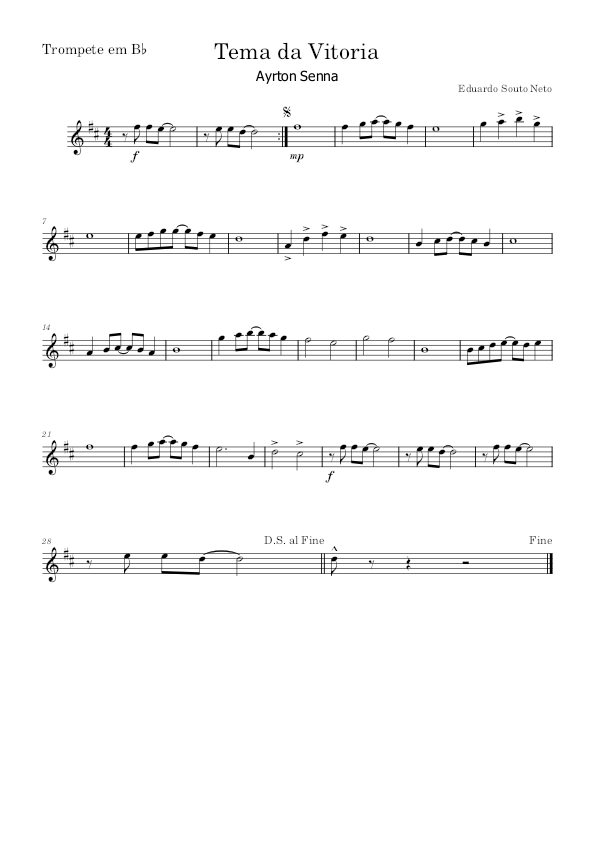 Trompete em B♭
Tema da Vitoria
Ayrton Senna
Eduardo Souto Neto
f
mp
7
14
21
f
28
D.S. al Fine
Fine